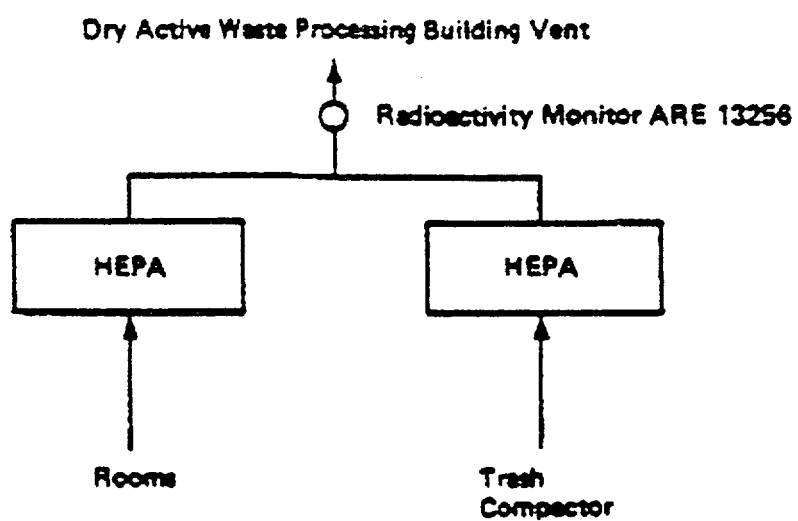 Dry Active Waste Processing Building Vent
Radioactivity Monitor ARE 13256
HEPA
HEPA
Rooms
Trash
Compactor